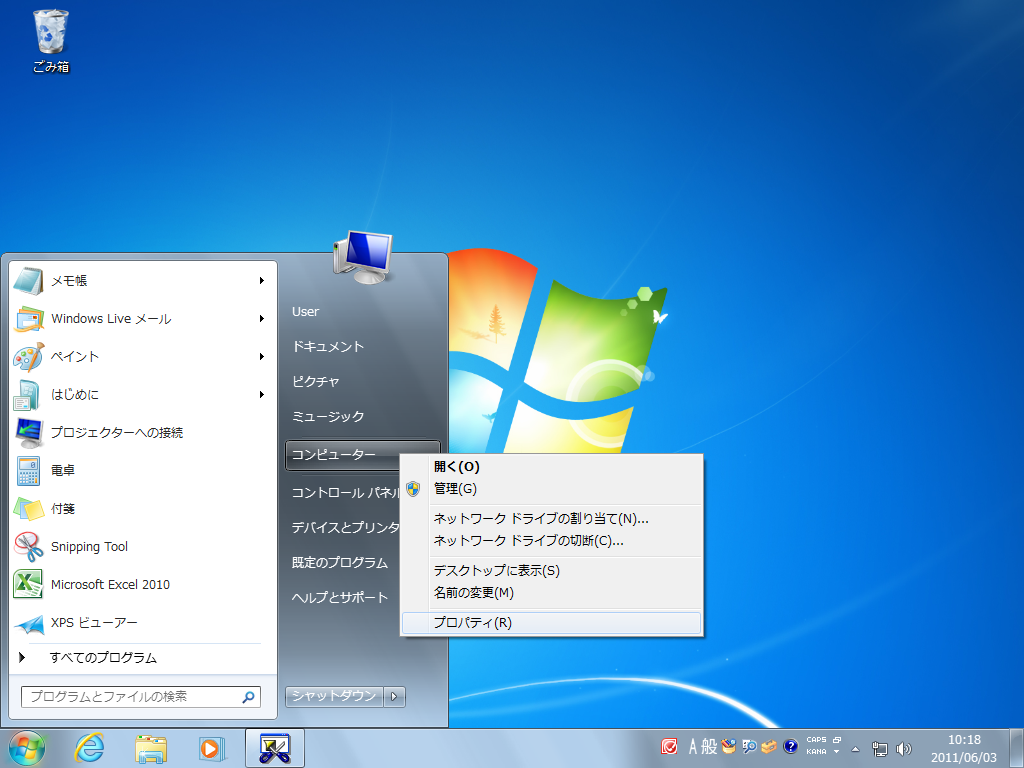 ごみ箱
メモ帳
Windows Live メール
ペイント
はじめに
プロジェクターへの接続
電卓
付箋
Snipping Tool
Microsoft Excel 2010
XPS ビューアー
すべてのプログラム
プログラムとファイルの検索
User
ドキュメント
ピクチャ
ミュージック
コンピューター
コントロール パネル
デバイスとプリンタ
既定のプログラム
ヘルプとサポート
シャットダウン
開く(O)
管理(G)
ネットワーク ドライブの割り当て(N)...
ネットワーク ドライブの切断(C)...
デスクトップに表示(S)
名前の変更(M)
プロパティ(R)
A 般
CAPS
KANA
10:18
2011/06/03